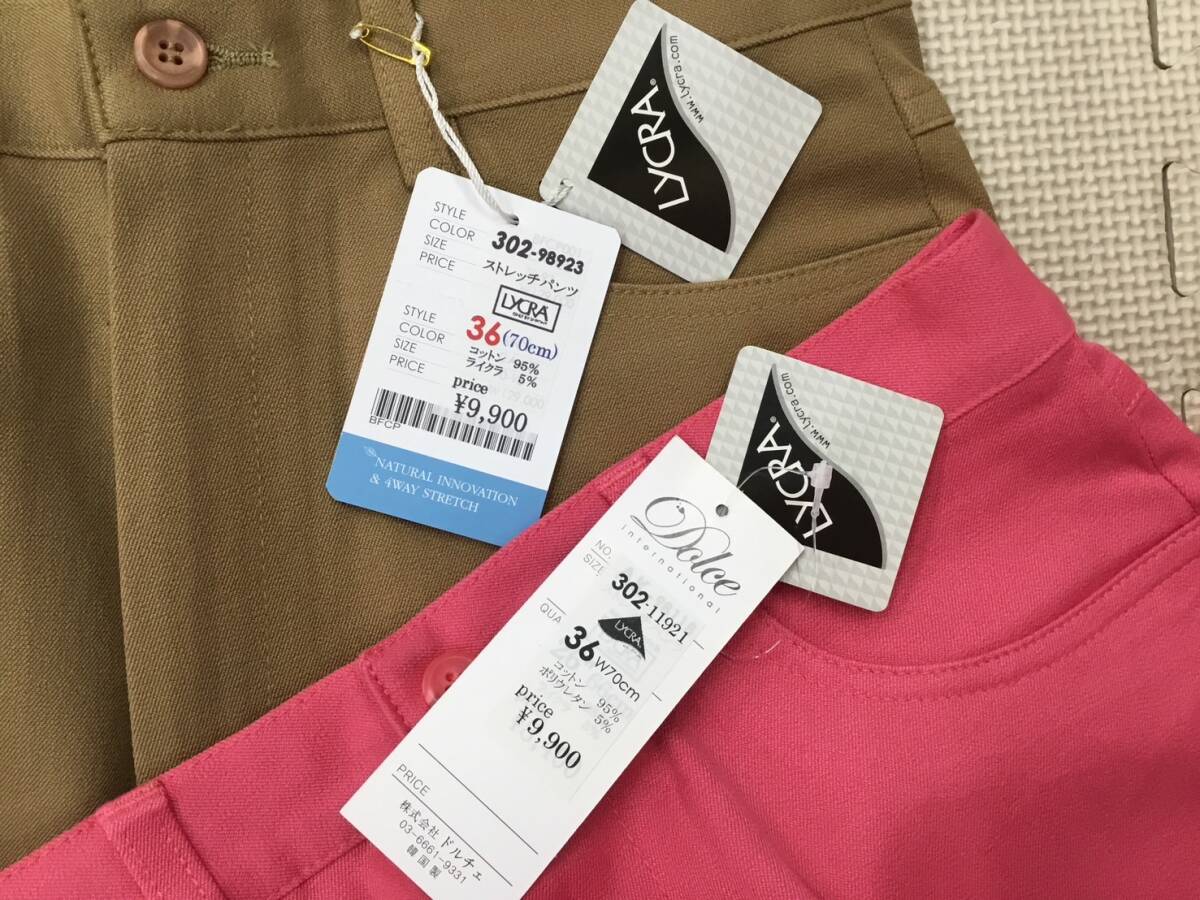 LYCRA®
www.lycra.com
STYLE
COLOR
SIZE
PRICE
302-98923
ストレッチパンツ
LYCRA
STYLE
COLOR
SIZE
PRICE
36(70cm)
コットン 95%
ライクラ 5%
price
¥9,900
BFCP
NATURAL INNOVATION
& 4WAY STRETCH
LYCRA®
www.lycra.com
Dolce
international
NO.
SIZE
302-11921
LYCRA
QUA
36 W70cm
コットン 95%
ポリウレタン 5%
price
¥9,900
PRICE
株式会社 ドルチェ
03-6661-9331
韓国製